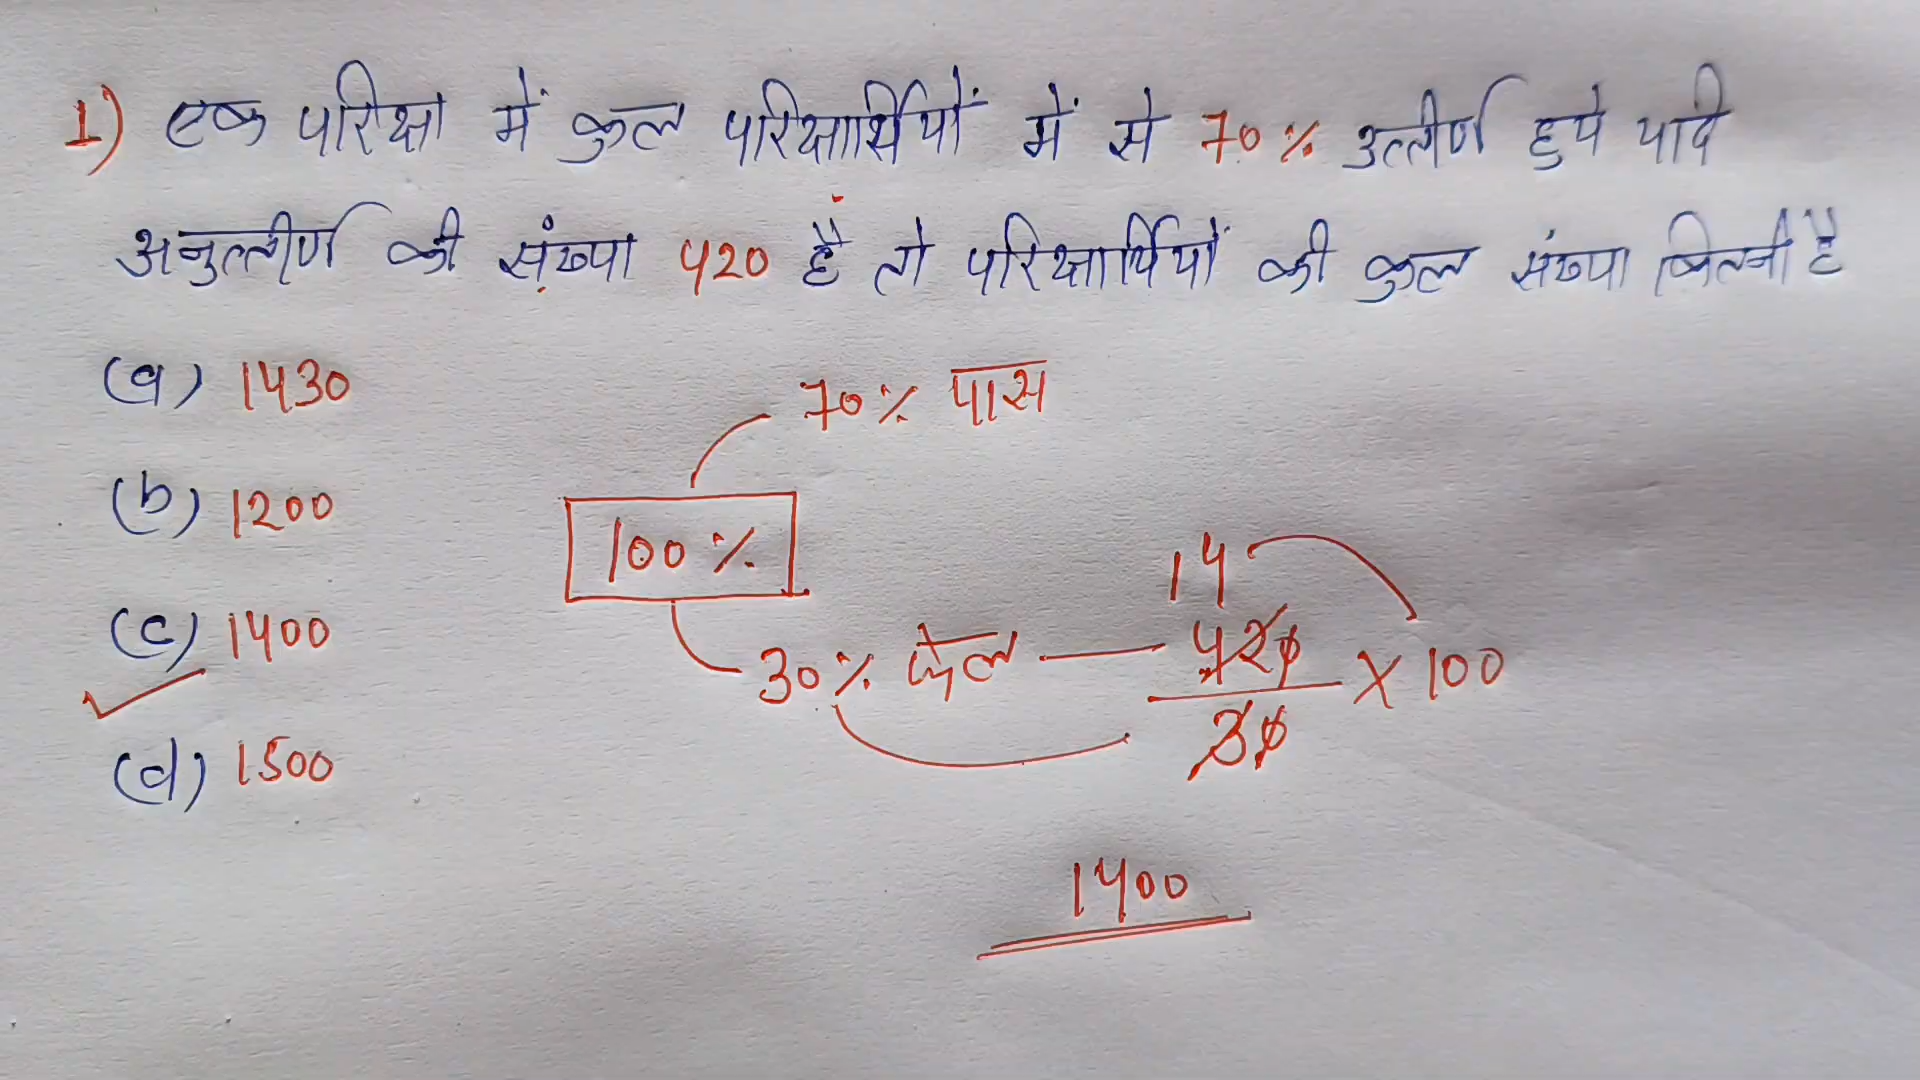 1) एक परिक्षा में कुल परिक्षार्थियों में से 70% उत्तीर्ण हुये यदि
अनुत्तीर्ण की संख्या 420 है तो परिक्षार्थियों की कुल संख्या कितनी है
(a) 1430
70% पास
(b) 1200
100%
14
(c) 1400
30% फेल — 420/30 × 100
(d) 1500
1400